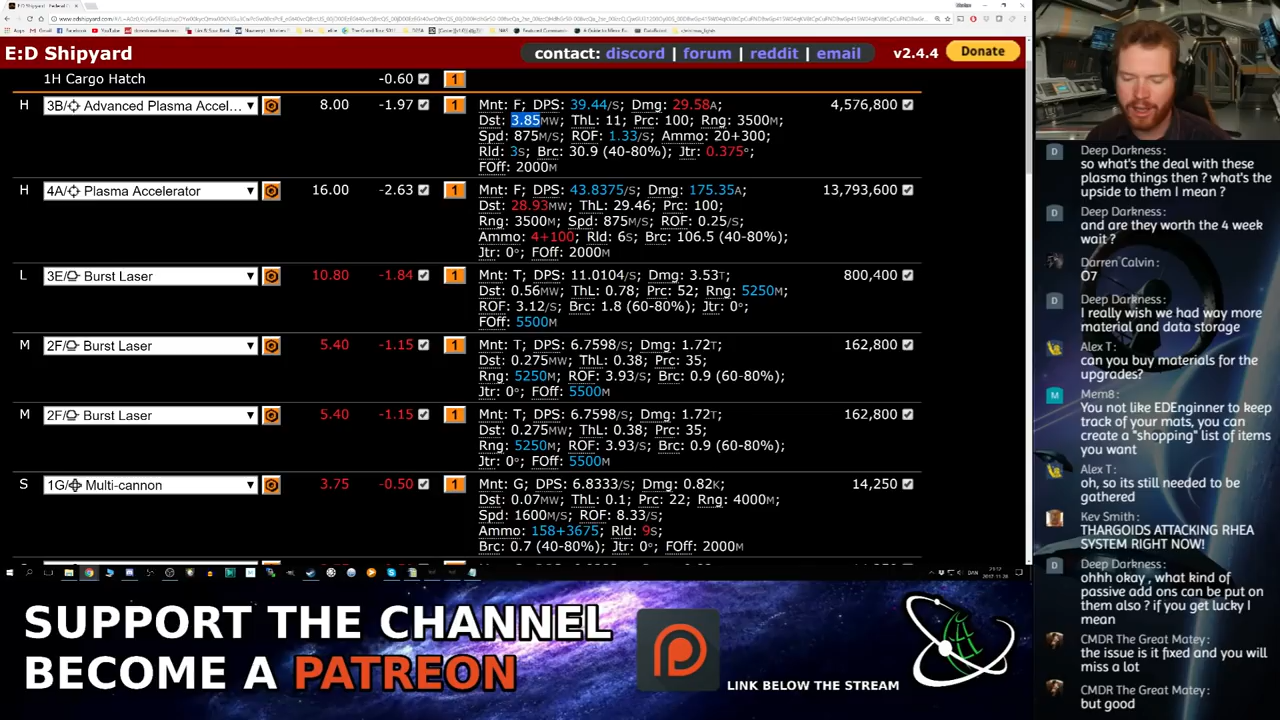 E:D Shipyard
contact: discord / forum / reddit / email
v2.4.4
Donate
1H Cargo Hatch -0.60 1
H 3B/ Advanced Plasma Accel... 8.00 -1.97 1 Mnt: F; DPS: 39.44/S; Dmg: 29.58A; 4,576,800
Dst: 3.85MW; ThL: 11; Prc: 100; Rng: 3500M;
Spd: 875M/S; ROF: 1.33/S; Ammo: 20+300;
Rld: 3S; Brc: 30.9 (40-80%); Jtr: 0.375°;
FOff: 2000M
H 4A/ Plasma Accelerator 16.00 -2.63 1 Mnt: F; DPS: 43.8375/S; Dmg: 175.35A; 13,793,600
Dst: 28.93MW; ThL: 29.46; Prc: 100;
Rng: 3500M; Spd: 875M/S; ROF: 0.25/S;
Ammo: 4+100; Rld: 6S; Brc: 106.5 (40-80%);
Jtr: 0°; FOff: 2000M
L 3E/ Burst Laser 10.80 -1.84 1 Mnt: T; DPS: 11.0104/S; Dmg: 3.53T; 800,400
Dst: 0.56MW; ThL: 0.78; Prc: 52; Rng: 5250M;
ROF: 3.12/S; Brc: 1.8 (60-80%); Jtr: 0°;
FOff: 5500M
M 2F/ Burst Laser 5.40 -1.15 1 Mnt: T; DPS: 6.7598/S; Dmg: 1.72T; 162,800
Dst: 0.275MW; ThL: 0.38; Prc: 35;
Rng: 5250M; ROF: 3.93/S; Brc: 0.9 (60-80%);
Jtr: 0°; FOff: 5500M
M 2F/ Burst Laser 5.40 -1.15 1 Mnt: T; DPS: 6.7598/S; Dmg: 1.72T; 162,800
Dst: 0.275MW; ThL: 0.38; Prc: 35;
Rng: 5250M; ROF: 3.93/S; Brc: 0.9 (60-80%);
Jtr: 0°; FOff: 5500M
S 1G/ Multi-cannon 3.75 -0.50 1 Mnt: G; DPS: 6.8333/S; Dmg: 0.82K; 14,250
Dst: 0.07MW; ThL: 0.1; Prc: 22; Rng: 4000M;
Spd: 1600M/S; ROF: 8.33/S;
Ammo: 158+3675; Rld: 9S;
Brc: 0.7 (40-80%); Jtr: 0°; FOff: 2000M
SUPPORT THE CHANNEL
BECOME A PATREON
LINK BELOW THE STREAM
Deep Darkness:
so what's the deal with these
plasma things then ? what's the
upside to them I mean ?
Deep Darkness:
and are they worth the 4 week
wait ?
Darren Calvin:
O7
Deep Darkness:
I really wish we had way more
material and data storage
Alex T:
can you buy materials for the
upgrades?
Mem8:
You not like EDEnginner to keep
track of your mats, you can
create a "shopping" list of items
you want
Alex T:
oh, so its still needed to be
gathered
Kev Smith:
THARGOIDS ATTACKING RHEA
SYSTEM RIGHT NOW!
Deep Darkness:
ohhh okay , what kind of
passive add ons can be put on
them also ? if you get lucky I
mean
CMDR The Great Matey:
the issue is it fixed and you will
miss a lot
CMDR The Great Matey:
but good